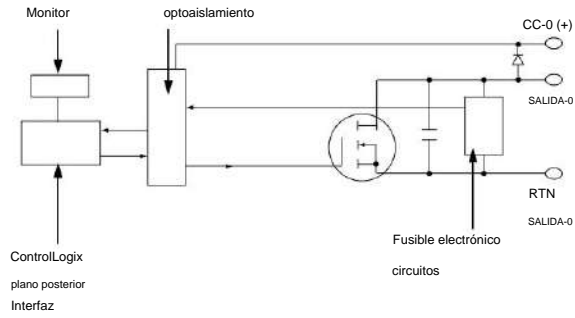 Monitor
optoaislamiento
CC-0 (+)
SALIDA-0
RTN
SALIDA-0
Fusible electrónico
circuitos
ControlLogix
plano posterior
Interfaz